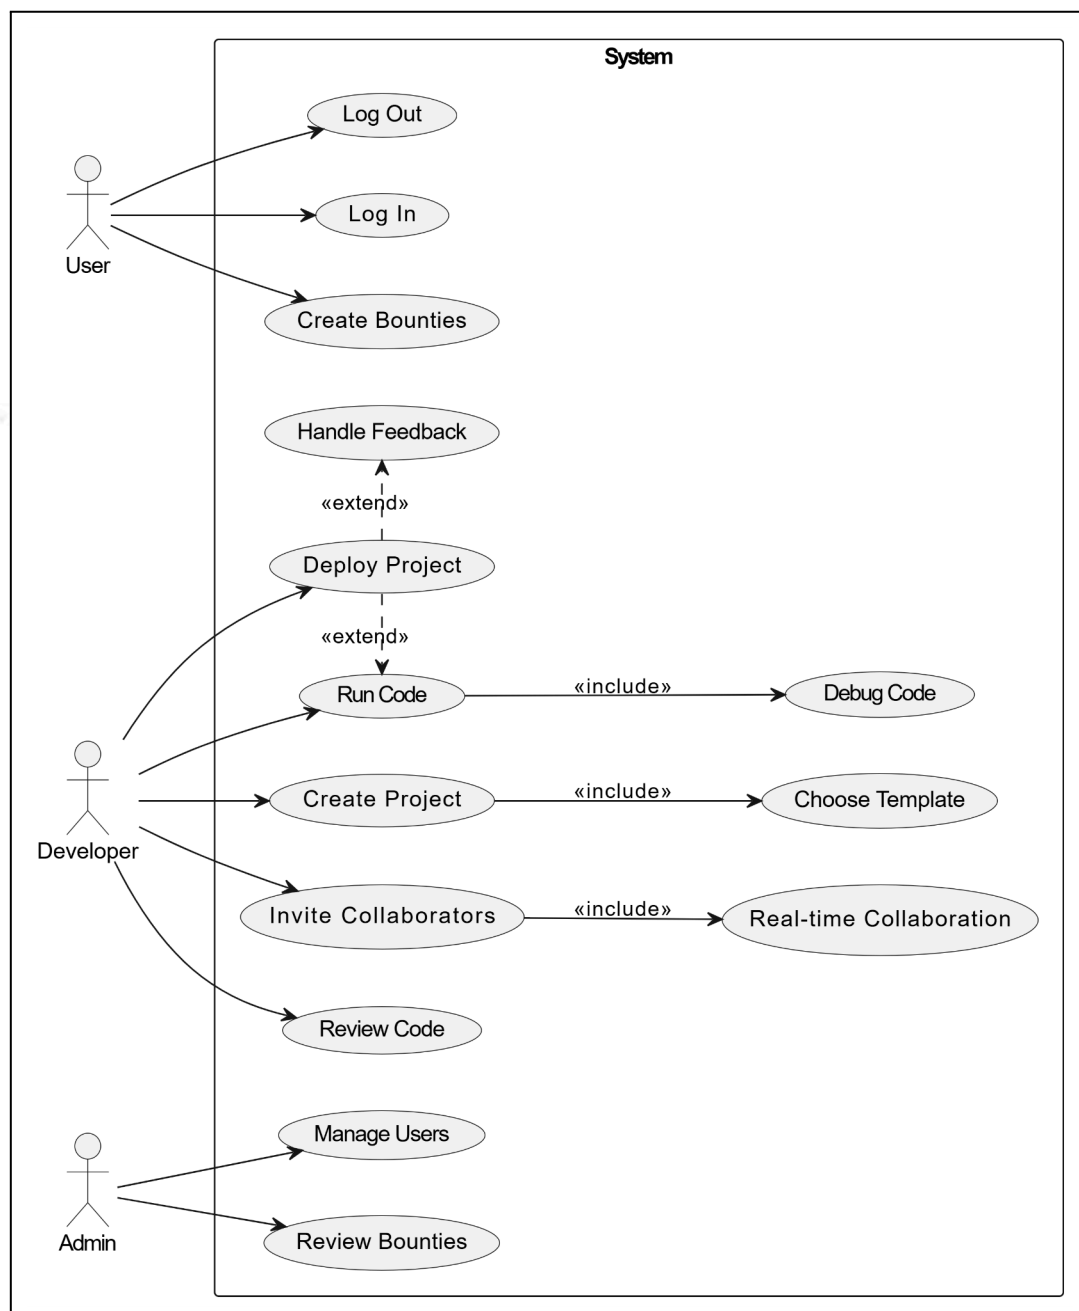 System
Log Out
Log In
User
Create Bounties
Handle Feedback
«extend»
Deploy Project
«extend»
Run Code
«include»
Debug Code
Create Project
«include»
Choose Template
Developer
Invite Collaborators
«include»
Real-time Collaboration
Review Code
Manage Users
Admin
Review Bounties